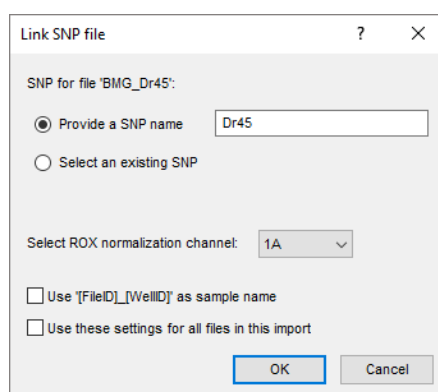 Link SNP file ? ×
SNP for file 'BMG_Dr45':
Provide a SNP name Dr45
Select an existing SNP
Select ROX normalization channel: 1A
Use '[FileID]_[WellID]' as sample name
Use these settings for all files in this import
OK Cancel